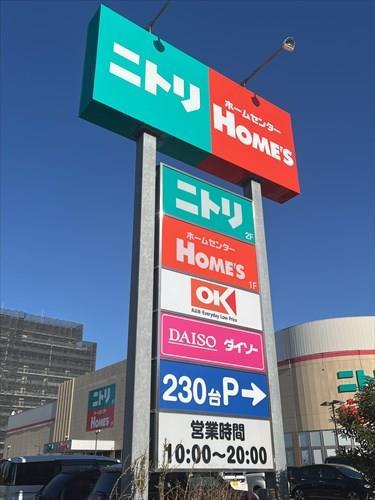 ニトリ
ホームセンター
HOME'S
ニトリ
2F
ホームセンター
HOME'S
1F
OK
A&B-Everyday Low Price
DAISO ダイソー
230台P→
営業時間
10:00～20:00
ニトリ
HOME'S
ニト